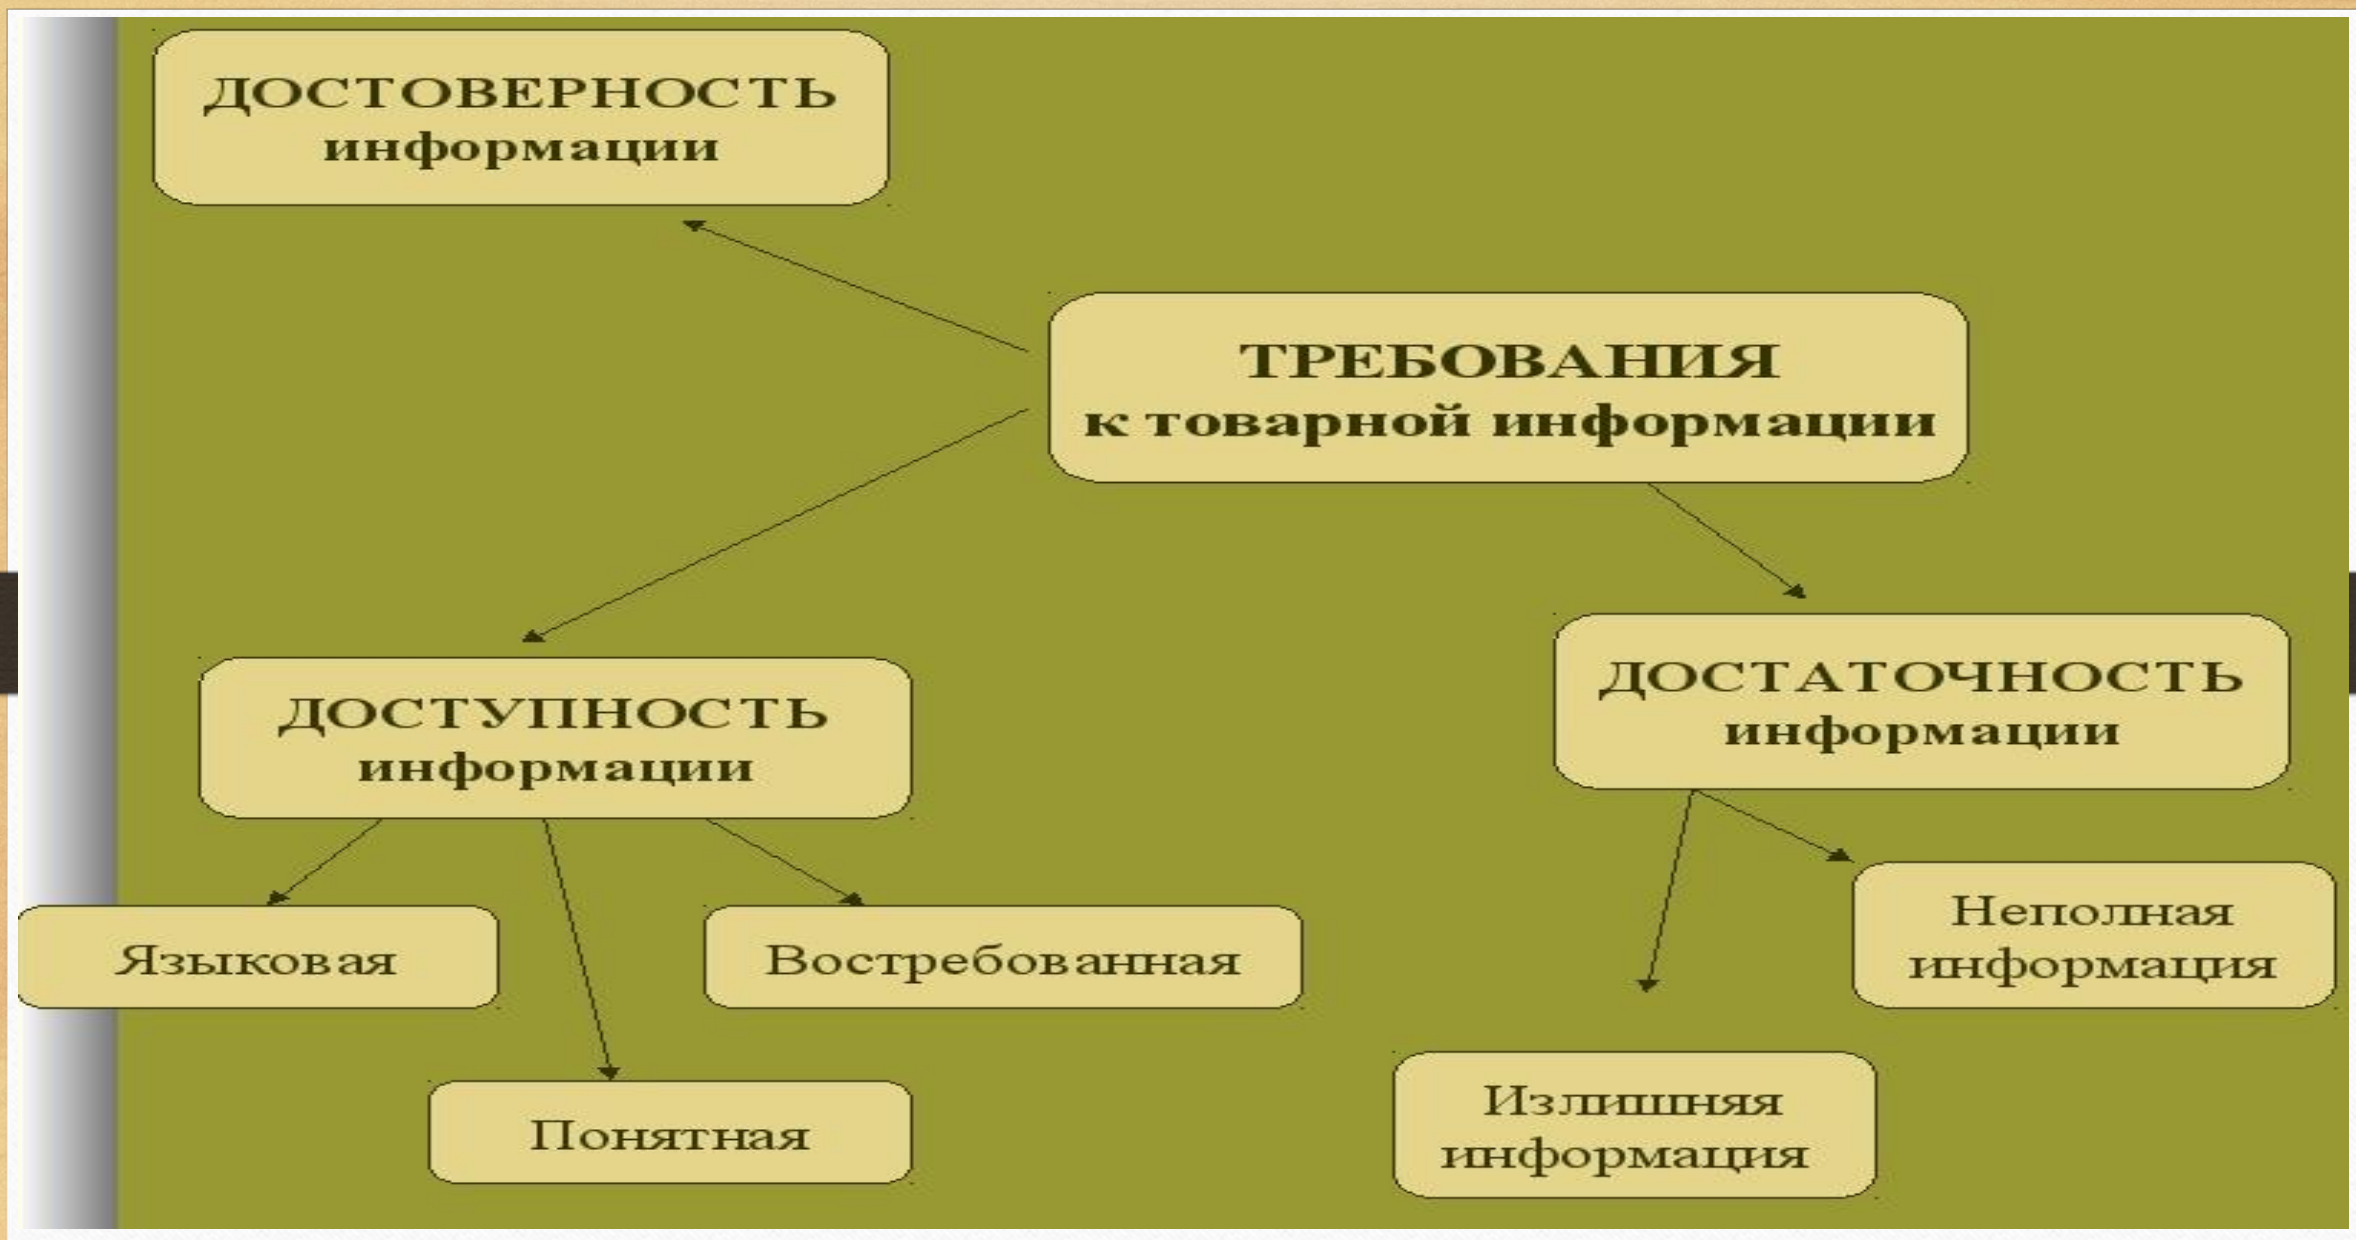 ДОСТОВЕРНОСТЬ
информации
ТРЕБОВАНИЯ
к товарной информации
ДОСТУПНОСТЬ
информации
ДОСТАТОЧНОСТЬ
информации
Языковая
Востребованная
Неполная
информация
Понятная
Излишняя
информация